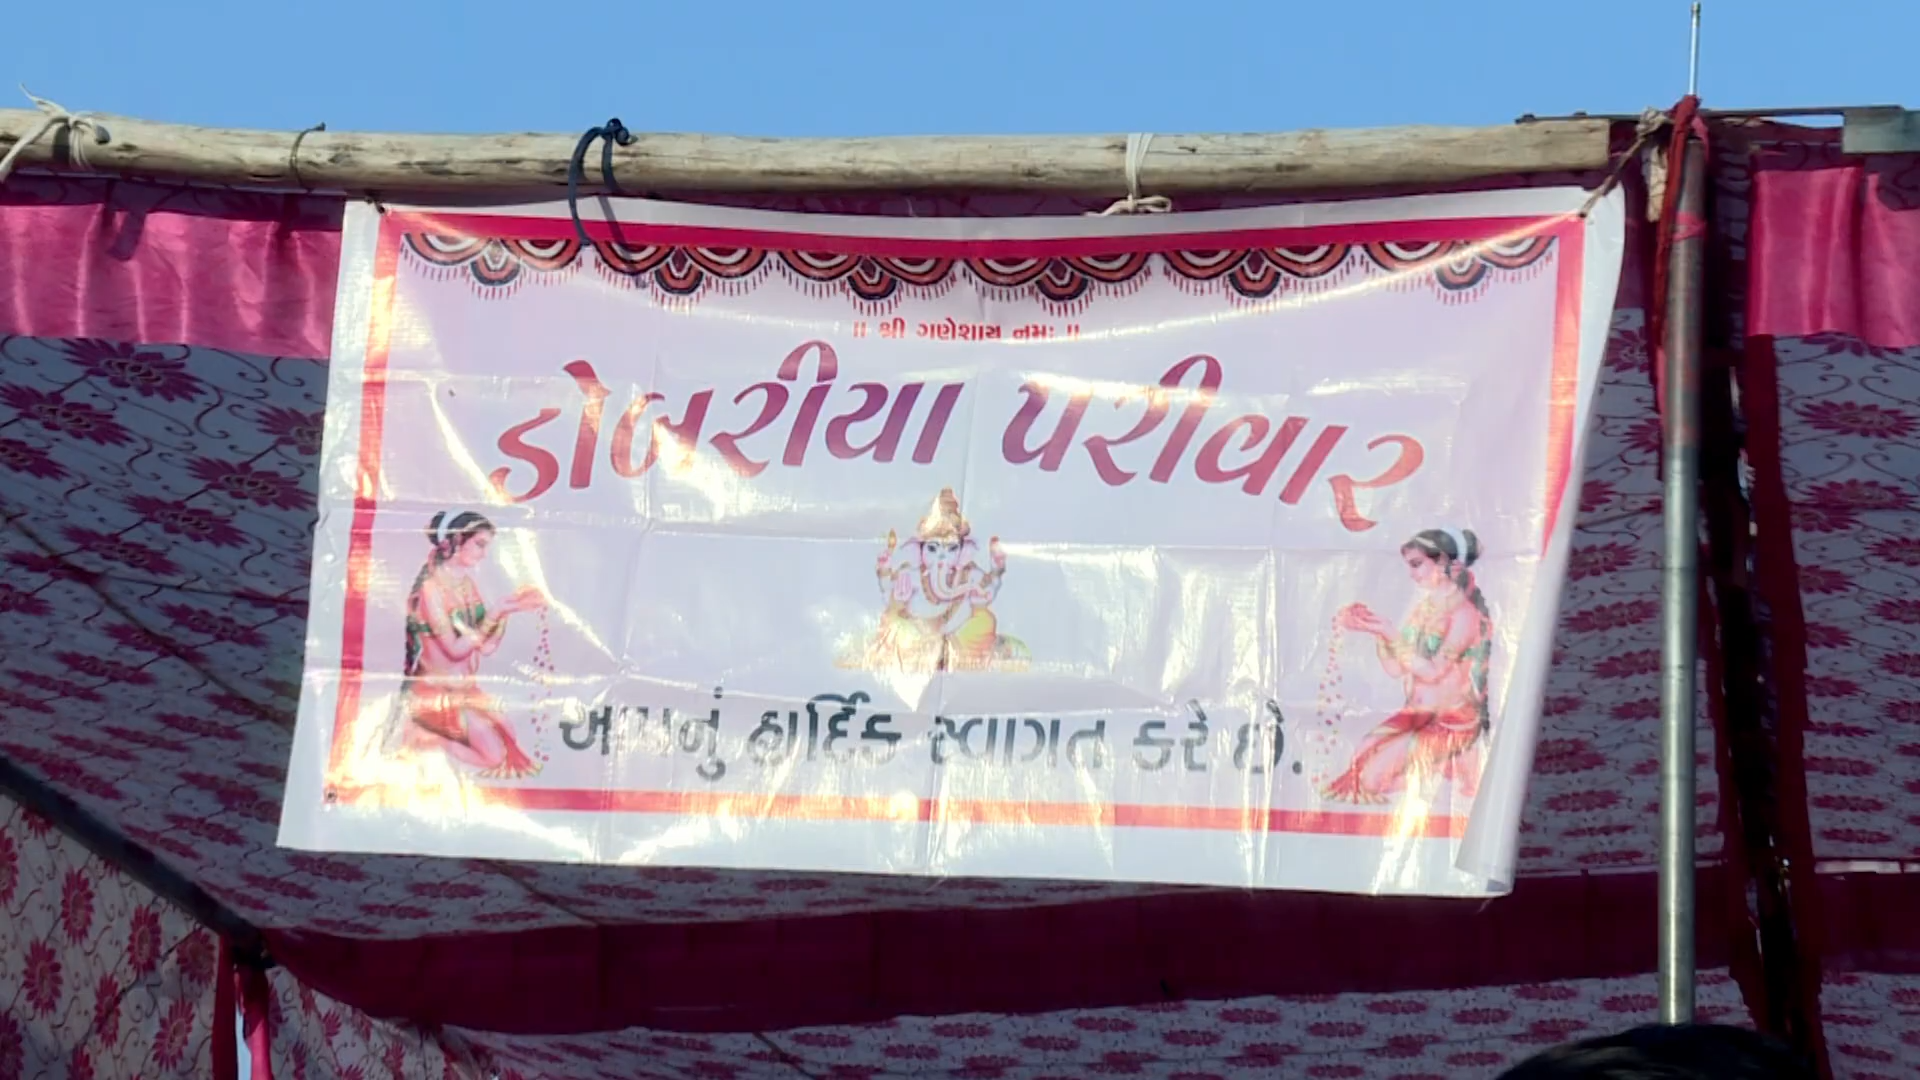 ॥ શ્રી ગણેશાય નમઃ ॥
ડોબરીયા પરીવાર
આપનું હાર્દિક સ્વાગત કરે છે.